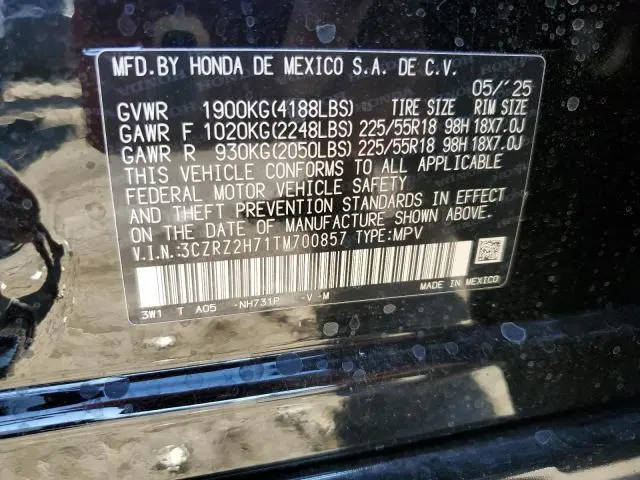 MFD.BY HONDA DE MEXICO S.A. DE C.V.
05/'25
GVWR 1900KG(4188LBS) TIRE SIZE RIM SIZE
GAWR F 1020KG(2248LBS) 225/55R18 98H 18X7.0J
GAWR R 930KG(2050LBS) 225/55R18 98H 18X7.0J
THIS VEHICLE CONFORMS TO ALL APPLICABLE
FEDERAL MOTOR VEHICLE SAFETY
AND THEFT PREVENTION STANDARDS IN EFFECT
ON THE DATE OF MANUFACTURE SHOWN ABOVE.
V.I.N.:3CZRZ2H71TM700857 TYPE:MPV
MADE IN MEXICO
3W1 T A05 -NH731P -V -M